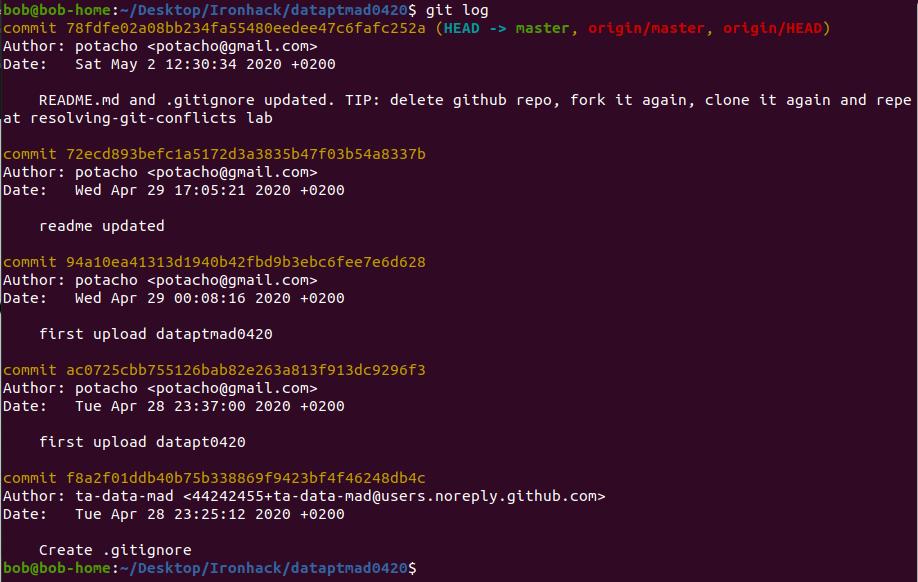 bob@bob-home:~/Desktop/Ironhack/dataptmad0420$ git log
commit 78fdfe02a08bb234fa55480eedee47c6fafc252a (HEAD -> master, origin/master, origin/HEAD)
Author: potacho <potacho@gmail.com>
Date:   Sat May 2 12:30:34 2020 +0200
    README.md and .gitignore updated. TIP: delete github repo, fork it again, clone it again and repe
at resolving-git-conflicts lab
commit 72ecd893befc1a5172d3a3835b47f03b54a8337b
Author: potacho <potacho@gmail.com>
Date:   Wed Apr 29 17:05:21 2020 +0200
    readme updated
commit 94a10ea41313d1940b42fbd9b3ebc6fee7e6d628
Author: potacho <potacho@gmail.com>
Date:   Wed Apr 29 00:08:16 2020 +0200
    first upload dataptmad0420
commit ac0725cbb755126bab82e263a813f913dc9296f3
Author: potacho <potacho@gmail.com>
Date:   Tue Apr 28 23:37:00 2020 +0200
    first upload datapt0420
commit f8a2f01ddb40b75b338869f9423bf4f46248db4c
Author: ta-data-mad <44242455+ta-data-mad@users.noreply.github.com>
Date:   Tue Apr 28 23:25:12 2020 +0200
    Create .gitignore
bob@bob-home:~/Desktop/Ironhack/dataptmad0420$